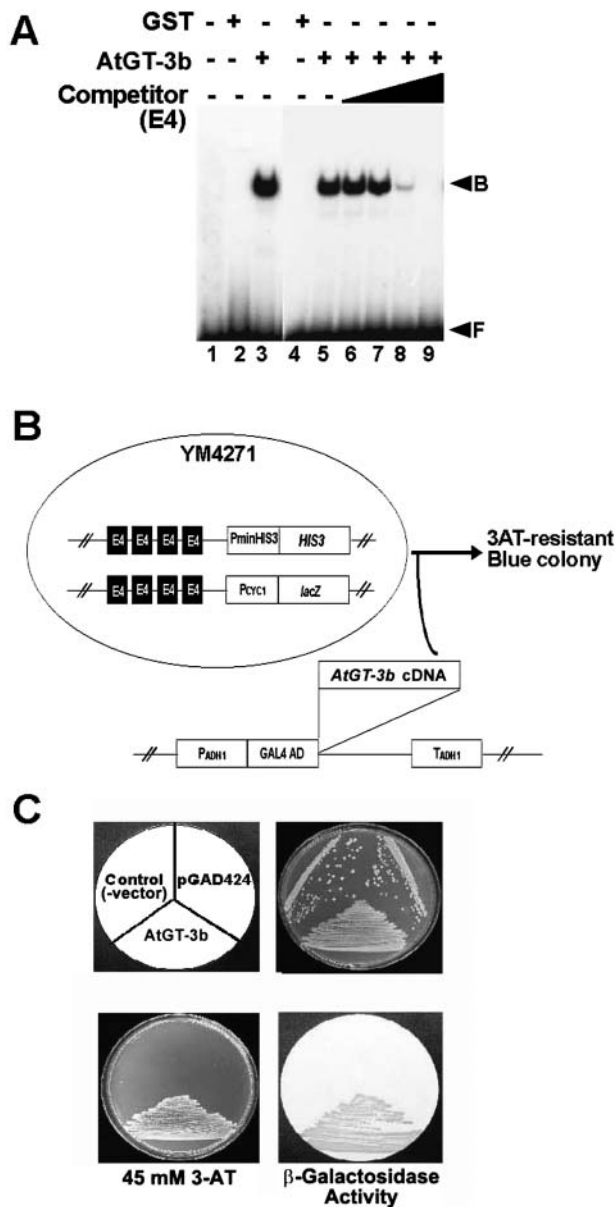 A
GST - + - + - - - - -
AtGT-3b - - + - + + + + +
Competitor - - - - -
(E4)
B
F
1 2 3 4 5 6 7 8 9
B
YM4271
E4 E4 E4 E4 PminHIS3 HIS3
E4 E4 E4 E4 PCYC1 lacZ
3AT-resistant
Blue colony
AtGT-3b cDNA
PADH1 GAL4 AD TADH1
C
Control
(-vector)
pGAD424
AtGT-3b
45 mM 3-AT
β-Galactosidase
Activity